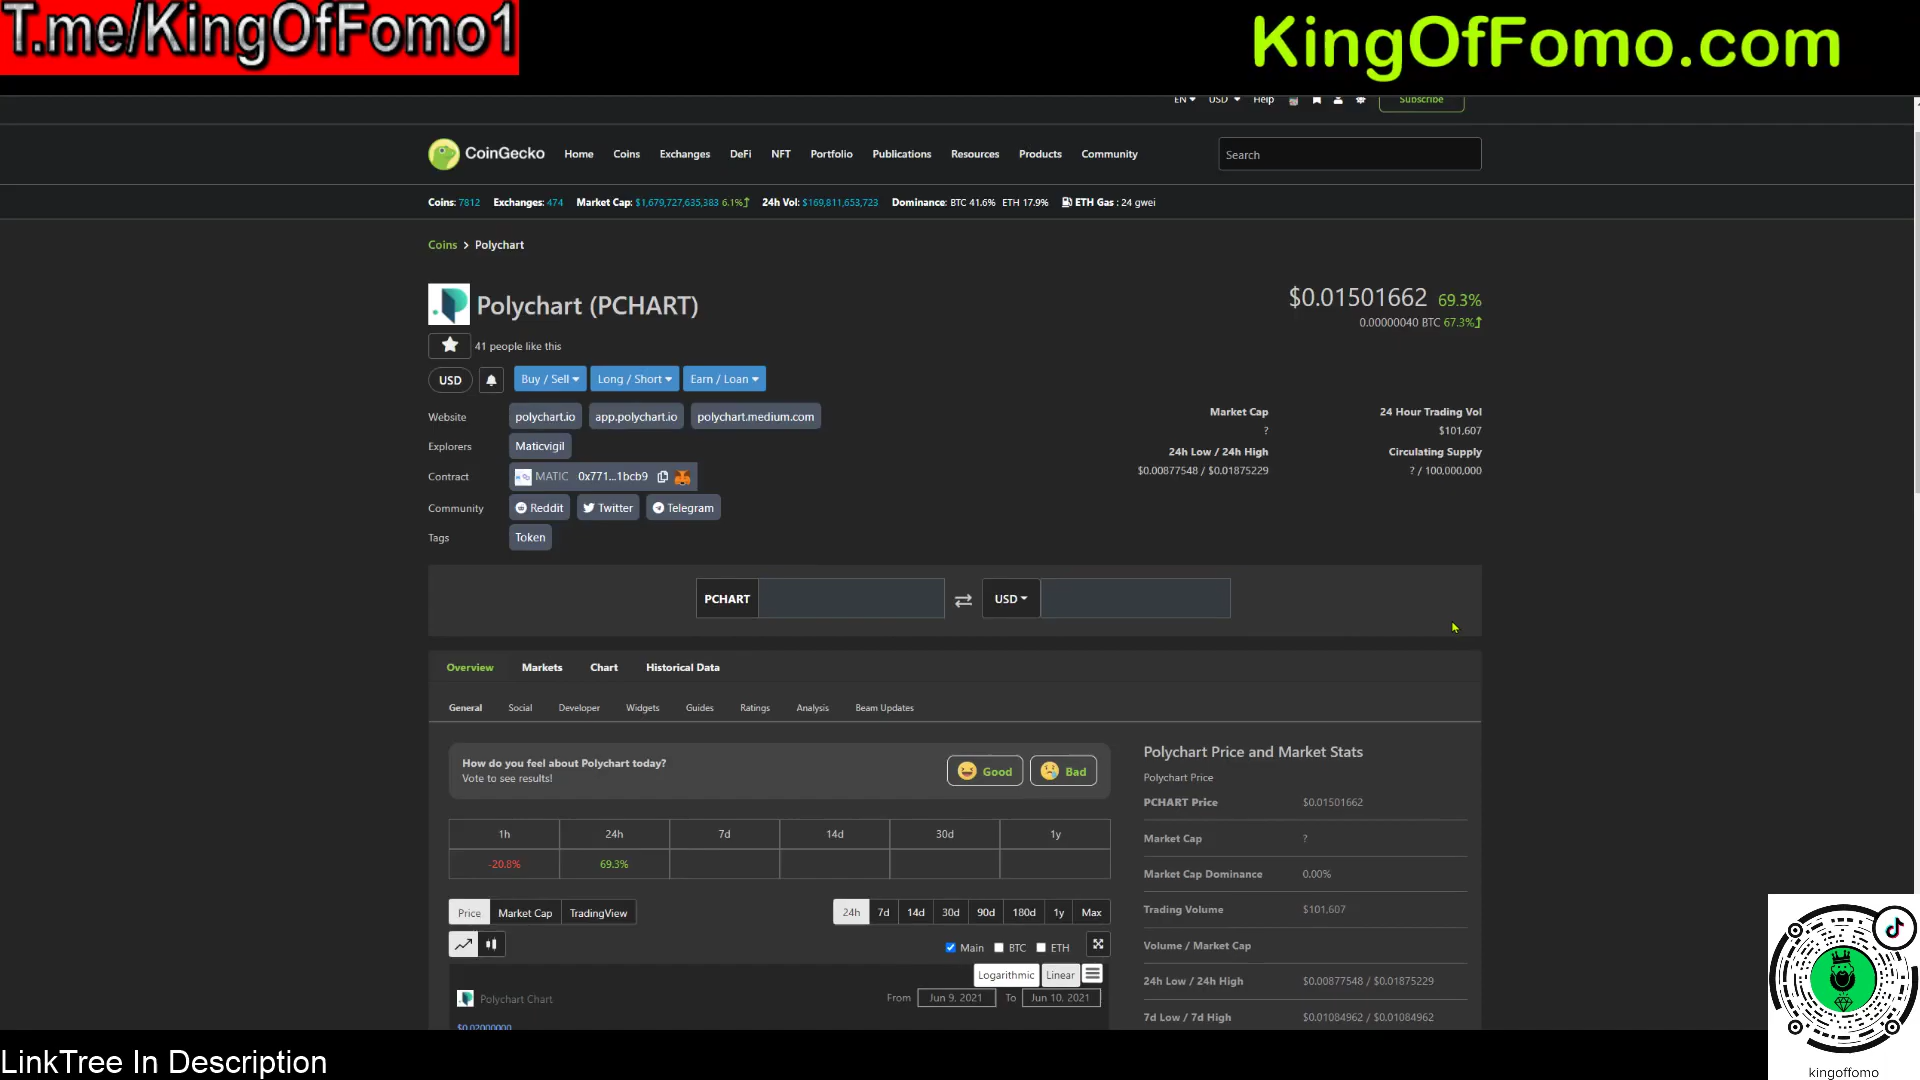 T.me/KingOfFomo1
KingOfFomo.com
EN USD Help Subscribe
CoinGecko Home Coins Exchanges DeFi NFT Portfolio Publications Resources Products Community Search
Coins: 7812 Exchanges: 474 Market Cap: $1,679,727,635,383 6.1% 24h Vol: $169,811,653,723 Dominance: BTC 41.6% ETH 17.9% ETH Gas: 24 gwei
Coins > Polychart
Polychart (PCHART)
$0.01501662 69.3%
0.00000040 BTC 67.3%
41 people like this
USD Buy / Sell Long / Short Earn / Loan
Website polychart.io app.polychart.io polychart.medium.com
Market Cap 24 Hour Trading Vol
? $101,607
Explorers Maticvigil
24h Low / 24h High Circulating Supply
$0.00877548 / $0.01875229 ? / 100,000,000
Contract MATIC 0x771...1bcb9
Community Reddit Twitter Telegram
Tags Token
PCHART USD
Overview Markets Chart Historical Data
General Social Developer Widgets Guides Ratings Analysis Beam Updates
How do you feel about Polychart today?
Vote to see results!
Good Bad
1h 24h 7d 14d 30d 1y
-20.8% 69.3%
Price Market Cap TradingView 24h 7d 14d 30d 90d 180d 1y Max
Main BTC ETH
Logarithmic Linear
Polychart Chart From Jun 9, 2021 To Jun 10, 2021
$0.02000000
Polychart Price and Market Stats
Polychart Price
PCHART Price $0.01501662
Market Cap ?
Market Cap Dominance 0.00%
Trading Volume $101,607
Volume / Market Cap
24h Low / 24h High $0.00877548 / $0.01875229
7d Low / 7d High $0.01084962 / $0.01084962
LinkTree In Description
kingoffomo